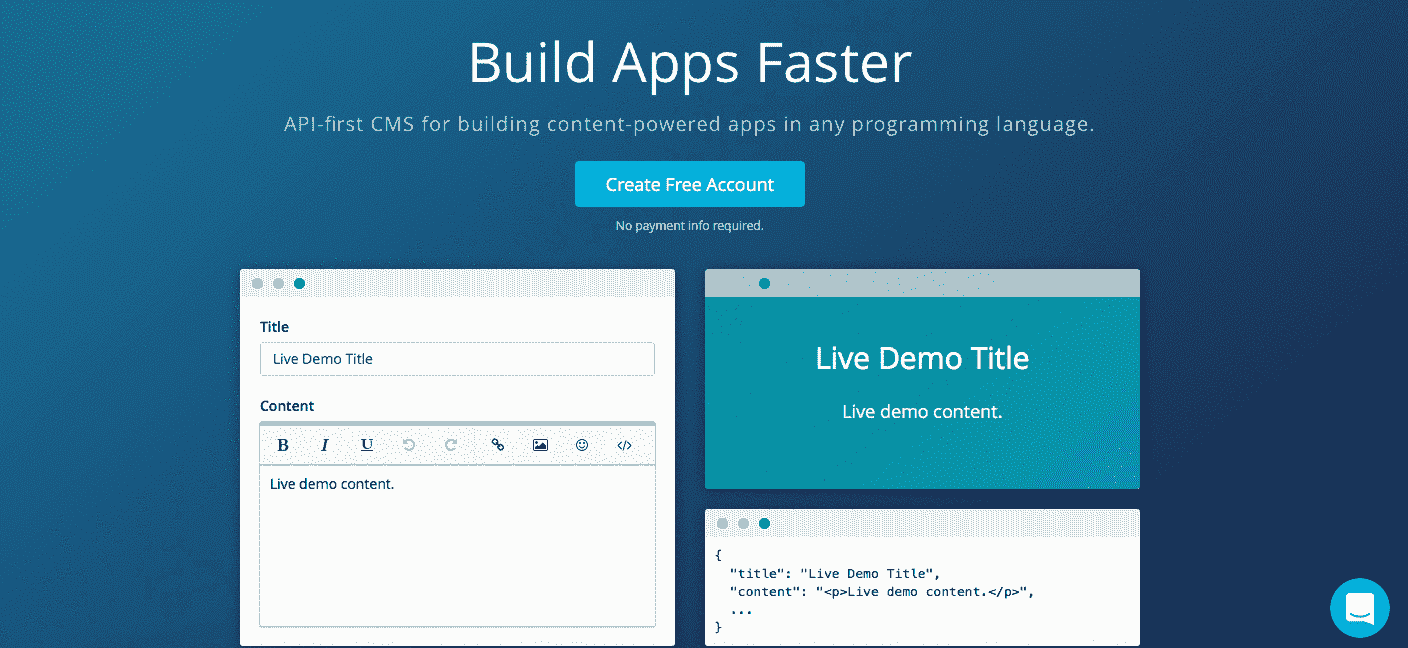 Build Apps Faster
API-first CMS for building content-powered apps in any programming language.
Create Free Account
No payment info required.
Title
Live Demo Title
Content
B I U
Live demo content.
Live Demo Title
Live demo content.
{
"title": "Live Demo Title",
"content": "<p>Live demo content.</p>",
...
}